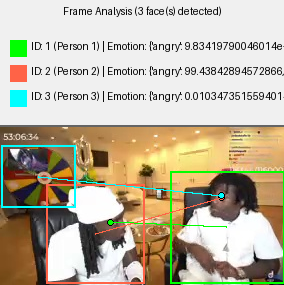 Frame Analysis (3 face(s) detected)
ID: 1 (Person 1) | Emotion: {'angry': 9.83419790046014e-
ID: 2 (Person 2) | Emotion: {'angry': 99.43842894572866,
ID: 3 (Person 3) | Emotion: {'angry': 0.010347351559401
53:06:34